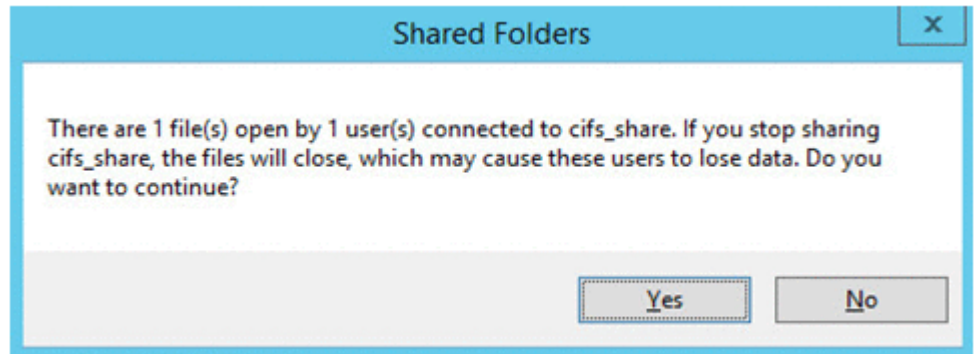 Shared Folders
x
There are 1 file(s) open by 1 user(s) connected to cifs_share. If you stop sharing
cifs_share, the files will close, which may cause these users to lose data. Do you
want to continue?
Yes
No